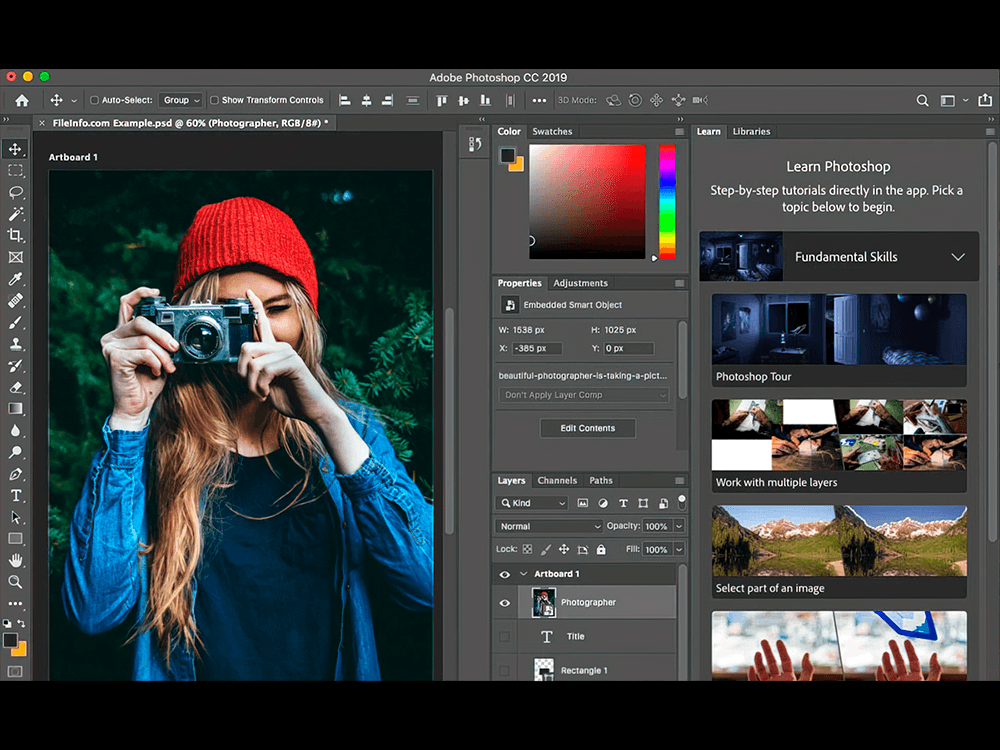 Adobe Photoshop CC 2019
Auto-Select: Group Show Transform Controls 3D Mode:
× FileInfo.com Example.psd @ 60% (Photographer, RGB/8#) *
Artboard 1
Color Swatches
Properties Adjustments
Embedded Smart Object
W: 1538 px H: 1025 px
X: -385 px Y: 0 px
beautiful-photographer-is-taking-a-pict...
Don't Apply Layer Comp
Edit Contents
Layers Channels Paths
Kind
Normal Opacity: 100%
Lock: Fill: 100%
Artboard 1
Photographer
T Title
Rectangle 1
Learn Libraries
Learn Photoshop
Step-by-step tutorials directly in the app. Pick a
topic below to begin.
Fundamental Skills
Photoshop Tour
Work with multiple layers
Select part of an image